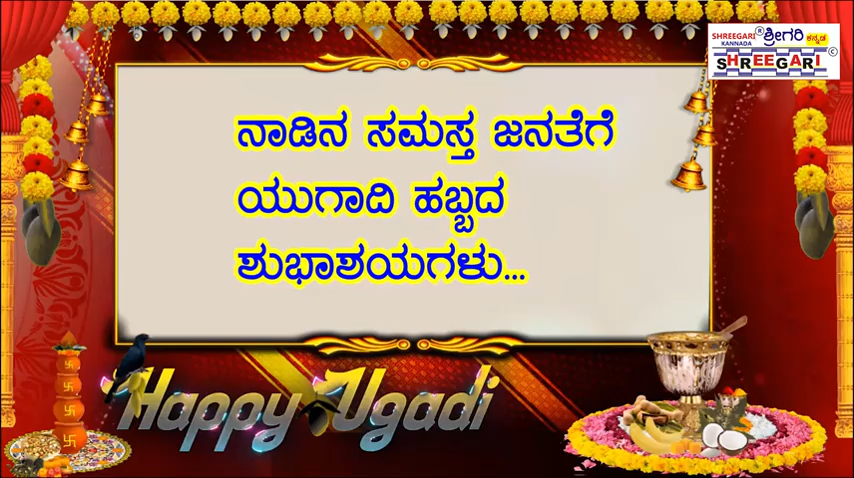 SHREEGARI® ಶ್ರೀಗರಿ ಕನ್ನಡ
KANNADA
SHREEGARI ©
ನಾಡಿನ ಸಮಸ್ತ ಜನತೆಗೆ
ಯುಗಾದಿ ಹಬ್ಬದ
ಶುಭಾಶಯಗಳು...
Happy Ugadi